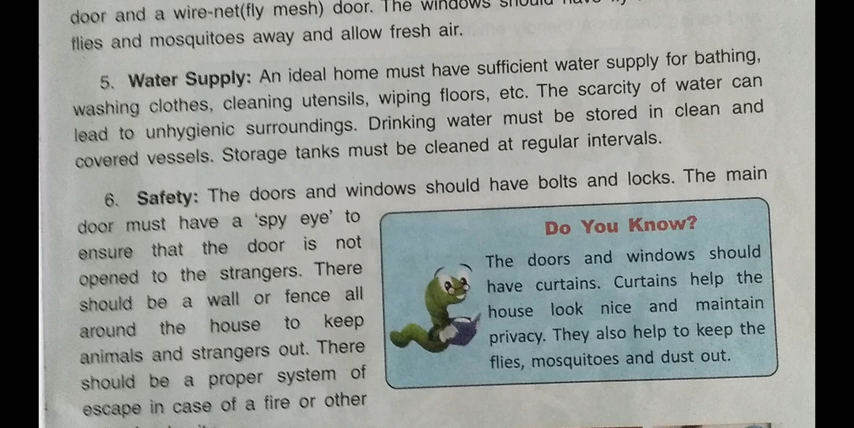 door and a wire-net(fly mesh) door. The windows should have
flies and mosquitoes away and allow fresh air.
5. Water Supply: An ideal home must have sufficient water supply for bathing,
washing clothes, cleaning utensils, wiping floors, etc. The scarcity of water can
lead to unhygienic surroundings. Drinking water must be stored in clean and
covered vessels. Storage tanks must be cleaned at regular intervals.
6. Safety: The doors and windows should have bolts and locks. The main
door must have a ‘spy eye’ to
ensure that the door is not
opened to the strangers. There
should be a wall or fence all
around the house to keep
animals and strangers out. There
should be a proper system of
escape in case of a fire or other
Do You Know?
The doors and windows should
have curtains. Curtains help the
house look nice and maintain
privacy. They also help to keep the
flies, mosquitoes and dust out.